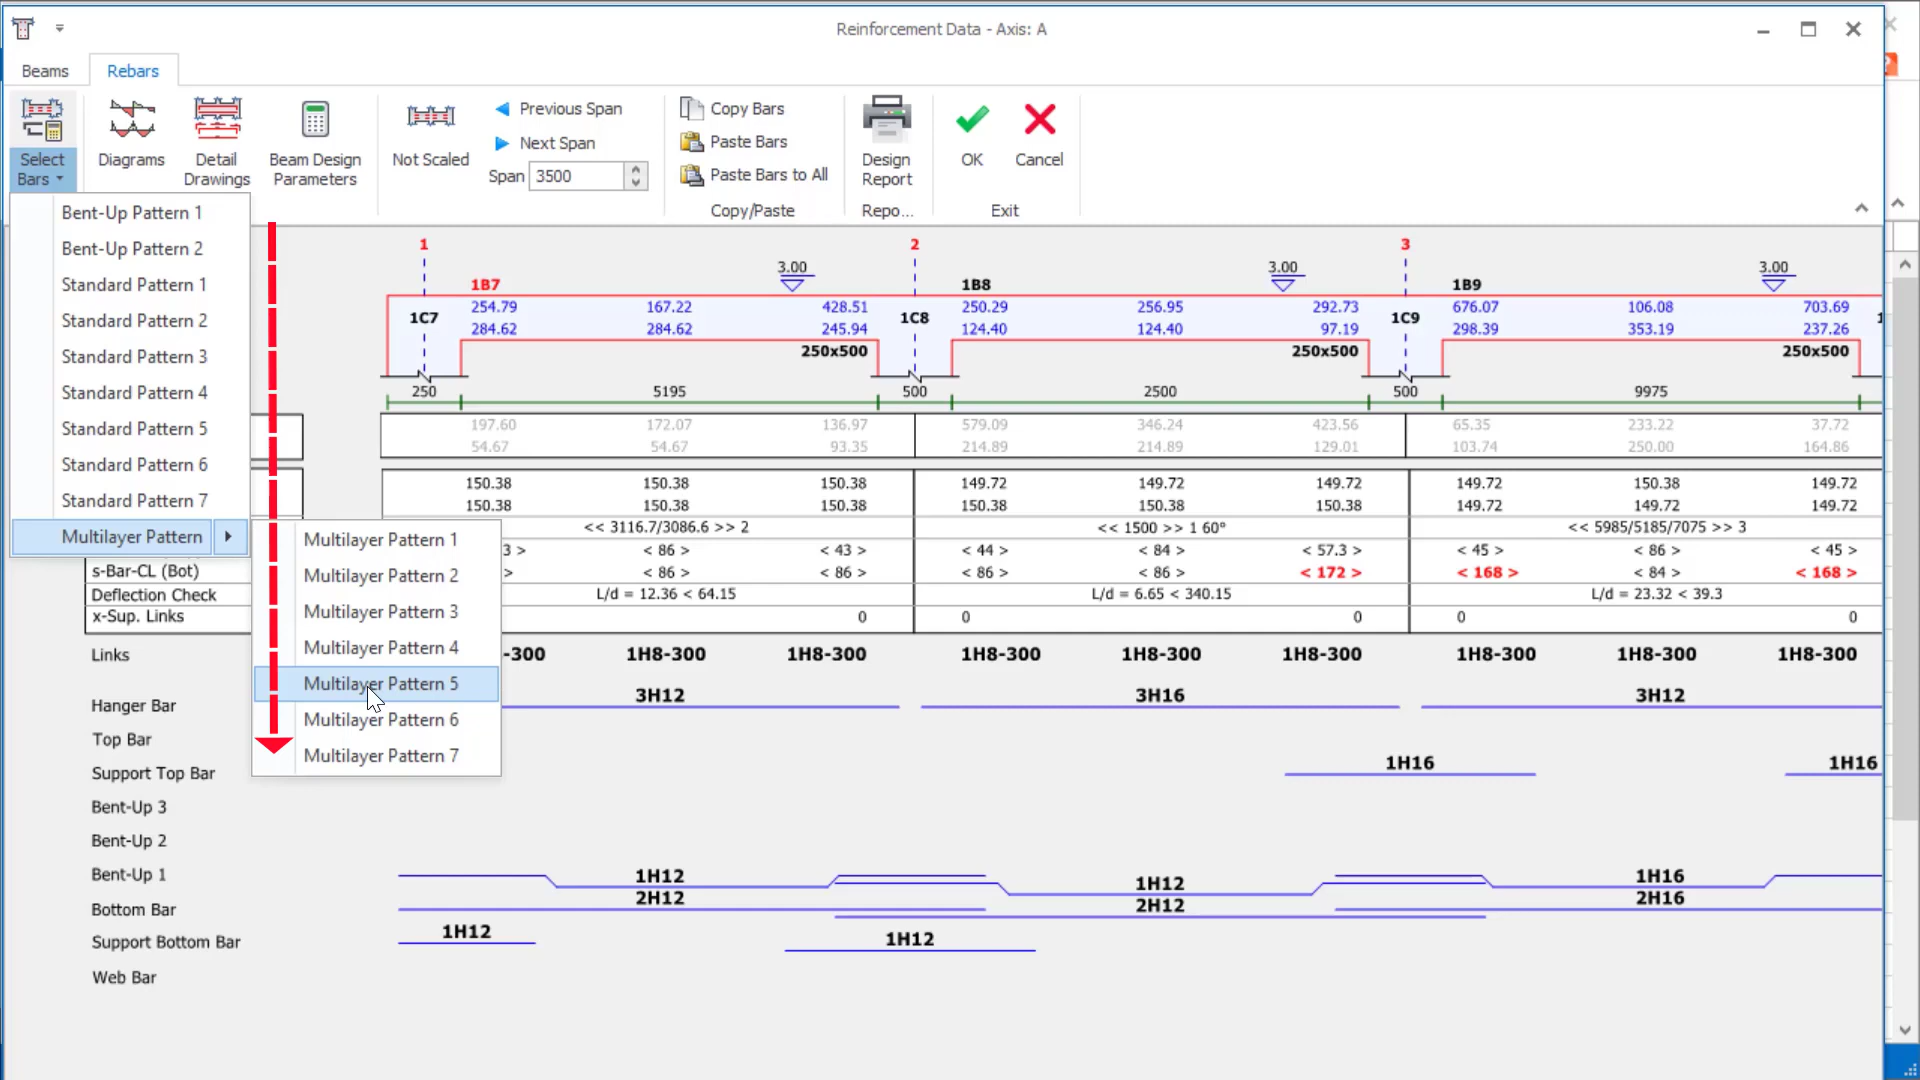 Reinforcement Data - Axis: A
Beams
Rebars
Select Bars
Diagrams
Detail Drawings
Beam Design Parameters
Not Scaled
Previous Span
Next Span
Span 3500
Copy Bars
Paste Bars
Paste Bars to All
Copy/Paste
Design Report
Repo...
OK
Cancel
Exit
Bent-Up Pattern 1
Bent-Up Pattern 2
Standard Pattern 1
Standard Pattern 2
Standard Pattern 3
Standard Pattern 4
Standard Pattern 5
Standard Pattern 6
Standard Pattern 7
Multilayer Pattern
Multilayer Pattern 1
Multilayer Pattern 2
Multilayer Pattern 3
Multilayer Pattern 4
Multilayer Pattern 5
Multilayer Pattern 6
Multilayer Pattern 7
1 2 3
3.00 3.00 3.00
1B7 1B8 1B9
254.79 167.22 428.51 250.29 256.95 292.73 676.07 106.08 703.69
1C7 1C8 1C9
284.62 284.62 245.94 124.40 124.40 97.19 298.39 353.19 237.26
250x500 250x500 250x500
250 5195 500 2500 500 9975
197.60 172.07 136.97 579.09 346.24 423.56 65.35 233.22 37.72
54.67 54.67 93.35 214.89 214.89 129.01 103.74 250.00 164.86
150.38 150.38 150.38 149.72 149.72 149.72 149.72 150.38 149.72
150.38 150.38 150.38 149.72 150.38 150.38 149.72 149.72 149.72
<< 3116.7/3086.6 >> 2 << 1500 >> 1 60° << 5985/5185/7075 >> 3
3 > < 86 > < 43 > < 44 > < 84 > < 57.3 > < 45 > < 86 > < 45 >
s-Bar-CL (Bot) > < 86 > < 86 > < 86 > < 86 > < 172 > < 168 > < 84 > < 168 >
Deflection Check L/d = 12.36 < 64.15 L/d = 6.65 < 340.15 L/d = 23.32 < 39.3
x-Sup. Links 0 0 0 0 0
Links -300 1H8-300 1H8-300 1H8-300 1H8-300 1H8-300 1H8-300 1H8-300 1H8-300
Hanger Bar 3H12 3H16 3H12
Top Bar
Support Top Bar 1H16 1H16
Bent-Up 3
Bent-Up 2
Bent-Up 1 1H12 1H12 1H16
Bottom Bar 2H12 2H12 2H16
Support Bottom Bar 1H12 1H12
Web Bar